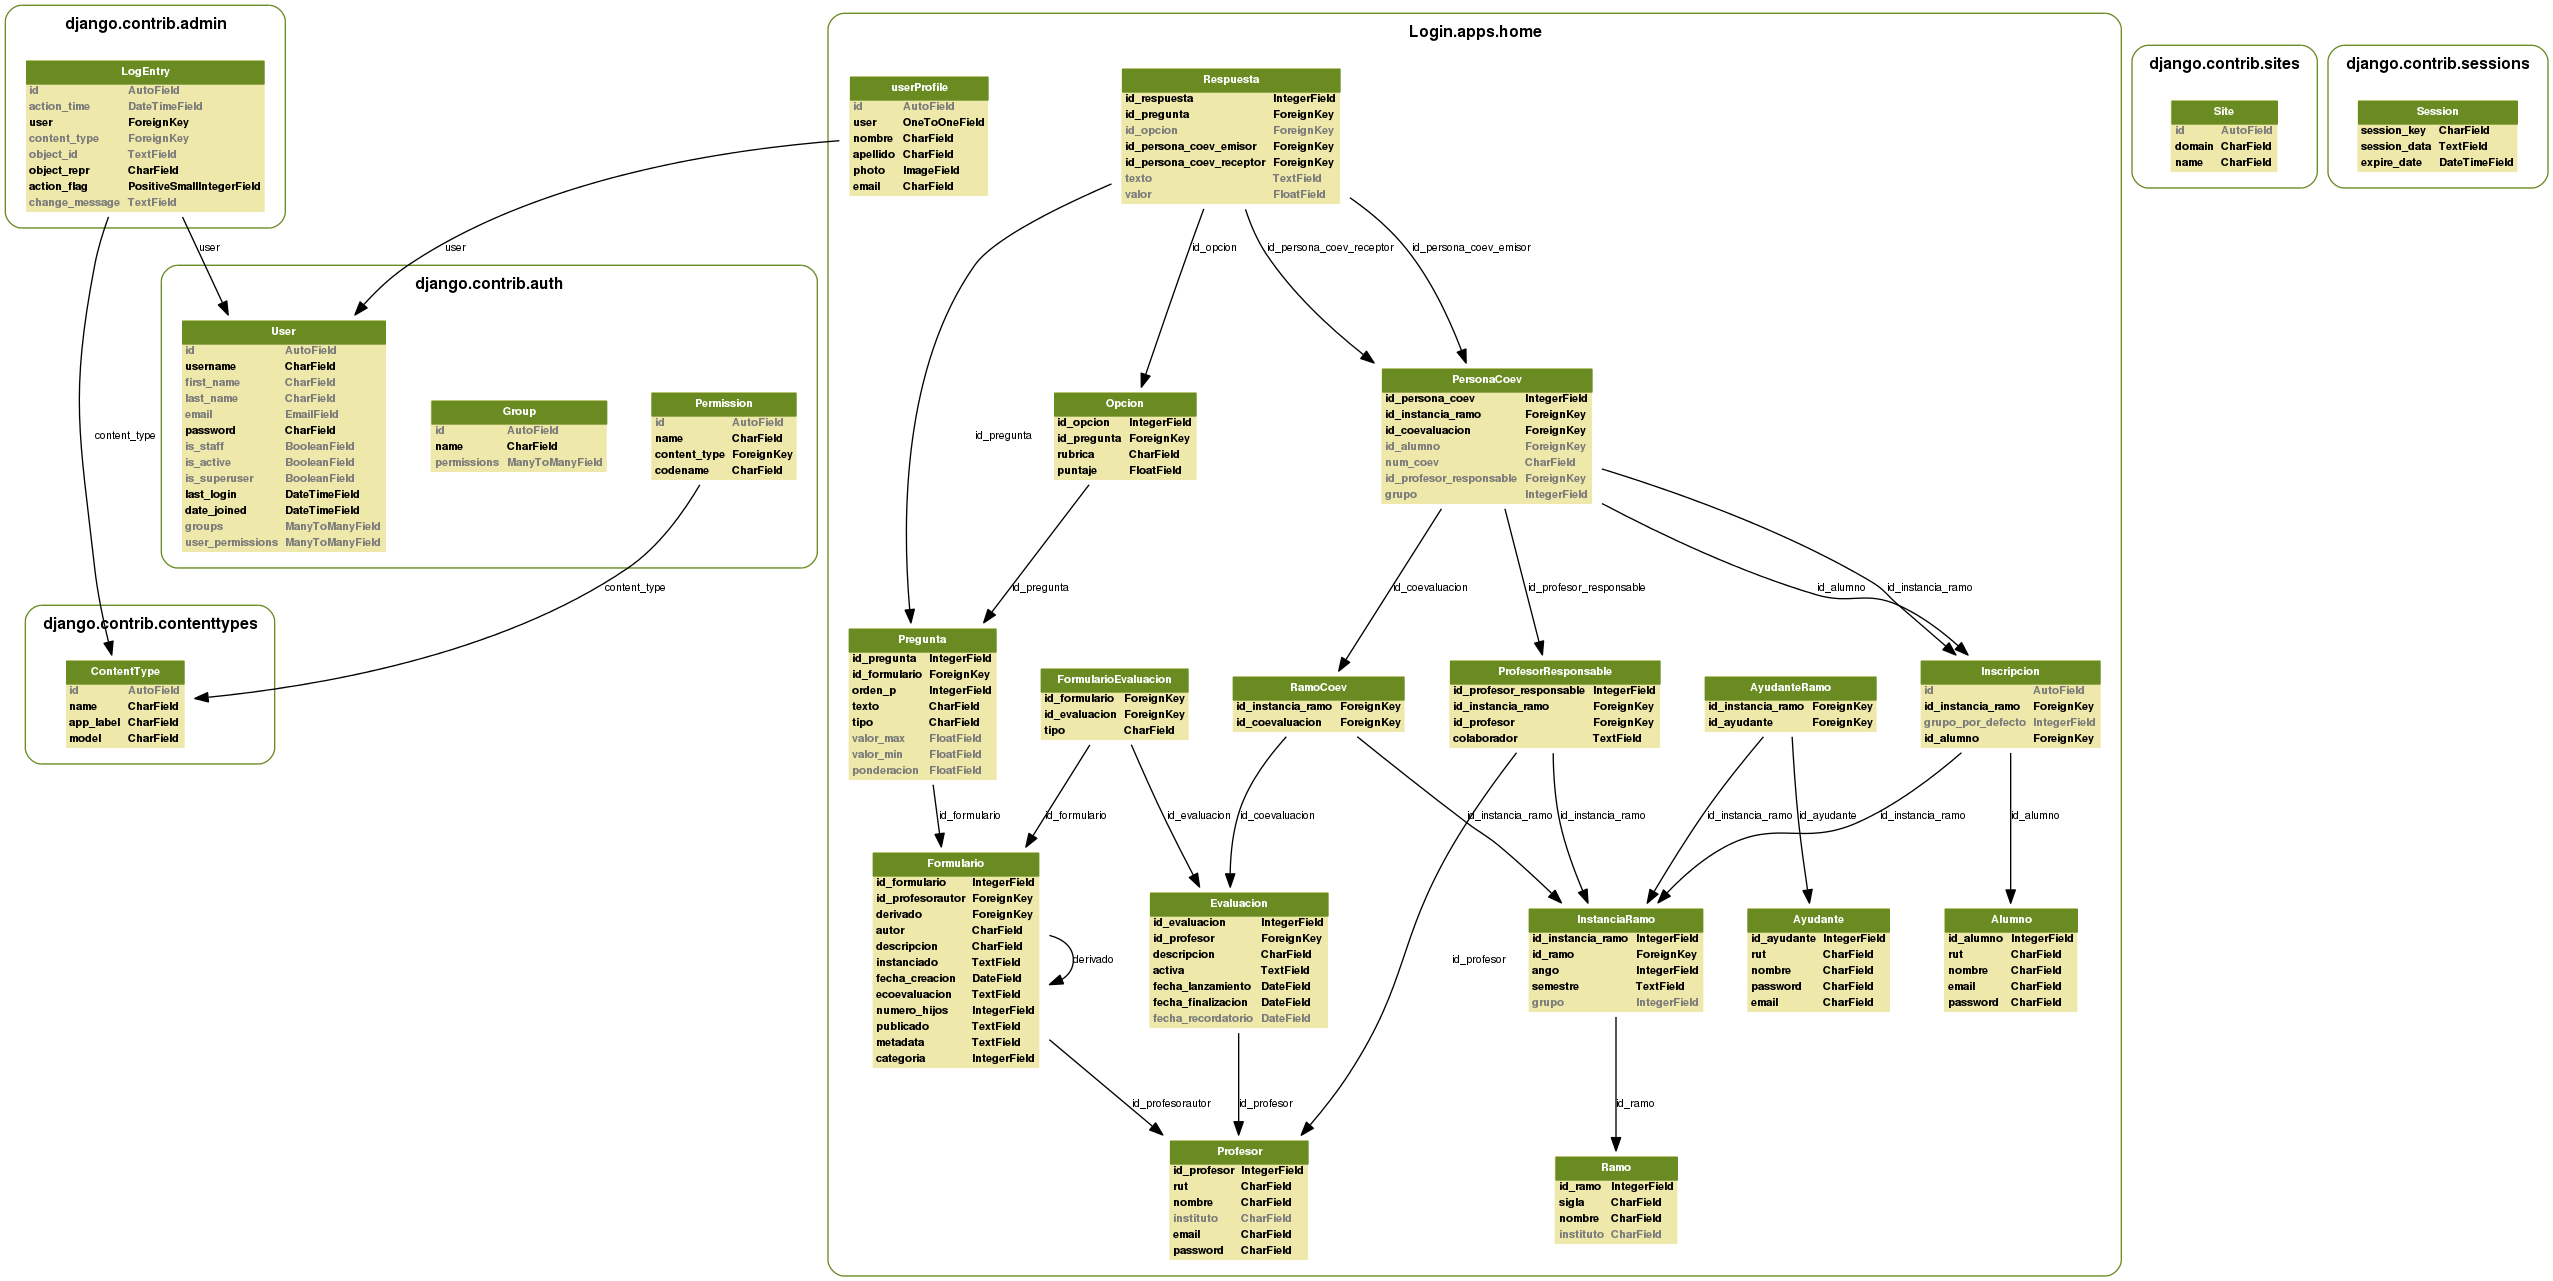 django.contrib.admin
LogEntry
id AutoField
action_time DateTimeField
user ForeignKey
content_type ForeignKey
object_id TextField
object_repr CharField
action_flag PositiveSmallIntegerField
change_message TextField
user
content_type
django.contrib.auth
User
id AutoField
username CharField
first_name CharField
last_name CharField
email EmailField
password CharField
is_staff BooleanField
is_active BooleanField
is_superuser BooleanField
last_login DateTimeField
date_joined DateTimeField
groups ManyToManyField
user_permissions ManyToManyField
Group
id AutoField
name CharField
permissions ManyToManyField
Permission
id AutoField
name CharField
content_type ForeignKey
codename CharField
content_type
django.contrib.contenttypes
ContentType
id AutoField
name CharField
app_label CharField
model CharField
Login.apps.home
userProfile
id AutoField
user OneToOneField
nombre CharField
apellido CharField
photo ImageField
email CharField
user
Respuesta
id_respuesta IntegerField
id_pregunta ForeignKey
id_opcion ForeignKey
id_persona_coev_emisor ForeignKey
id_persona_coev_receptor ForeignKey
texto TextField
valor FloatField
id_opcion
id_persona_coev_receptor
id_persona_coev_emisor
id_pregunta
Opcion
id_opcion IntegerField
id_pregunta ForeignKey
rubrica CharField
puntaje FloatField
id_pregunta
PersonaCoev
id_persona_coev IntegerField
id_instancia_ramo ForeignKey
id_coevaluacion ForeignKey
id_alumno ForeignKey
num_coev CharField
id_profesor_responsable ForeignKey
grupo IntegerField
id_coevaluacion
id_profesor_responsable
id_alumno
id_instancia_ramo
Pregunta
id_pregunta IntegerField
id_formulario ForeignKey
orden_p IntegerField
texto CharField
tipo CharField
valor_max FloatField
valor_min FloatField
ponderacion FloatField
FormularioEvaluacion
id_formulario ForeignKey
id_evaluacion ForeignKey
tipo CharField
RamoCoev
id_instancia_ramo ForeignKey
id_coevaluacion ForeignKey
ProfesorResponsable
id_profesor_responsable IntegerField
id_instancia_ramo ForeignKey
id_profesor ForeignKey
colaborador TextField
AyudanteRamo
id_instancia_ramo ForeignKey
id_ayudante ForeignKey
Inscripcion
id AutoField
id_instancia_ramo ForeignKey
grupo_por_defecto IntegerField
id_alumno ForeignKey
id_formulario
id_formulario
id_evaluacion
id_coevaluacion
id_instancia_ramo
id_instancia_ramo
id_instancia_ramo
id_ayudante
id_instancia_ramo
id_alumno
Formulario
id_formulario IntegerField
id_profesorautor ForeignKey
derivado ForeignKey
autor CharField
descripcion CharField
instanciado TextField
fecha_creacion DateField
ecoevaluacion TextField
numero_hijos IntegerField
publicado TextField
metadata TextField
categoria IntegerField
derivado
Evaluacion
id_evaluacion IntegerField
id_profesor ForeignKey
descripcion CharField
activa TextField
fecha_lanzamiento DateField
fecha_finalizacion DateField
fecha_recordatorio DateField
id_profesor
InstanciaRamo
id_instancia_ramo IntegerField
id_ramo ForeignKey
ango IntegerField
semestre TextField
grupo IntegerField
Ayudante
id_ayudante IntegerField
rut CharField
nombre CharField
password CharField
email CharField
Alumno
id_alumno IntegerField
rut CharField
nombre CharField
email CharField
password CharField
id_profesorautor
id_profesor
id_ramo
Profesor
id_profesor IntegerField
rut CharField
nombre CharField
instituto CharField
email CharField
password CharField
Ramo
id_ramo IntegerField
sigla CharField
nombre CharField
instituto CharField
django.contrib.sites
Site
id AutoField
domain CharField
name CharField
django.contrib.sessions
Session
session_key CharField
session_data TextField
expire_date DateTimeField